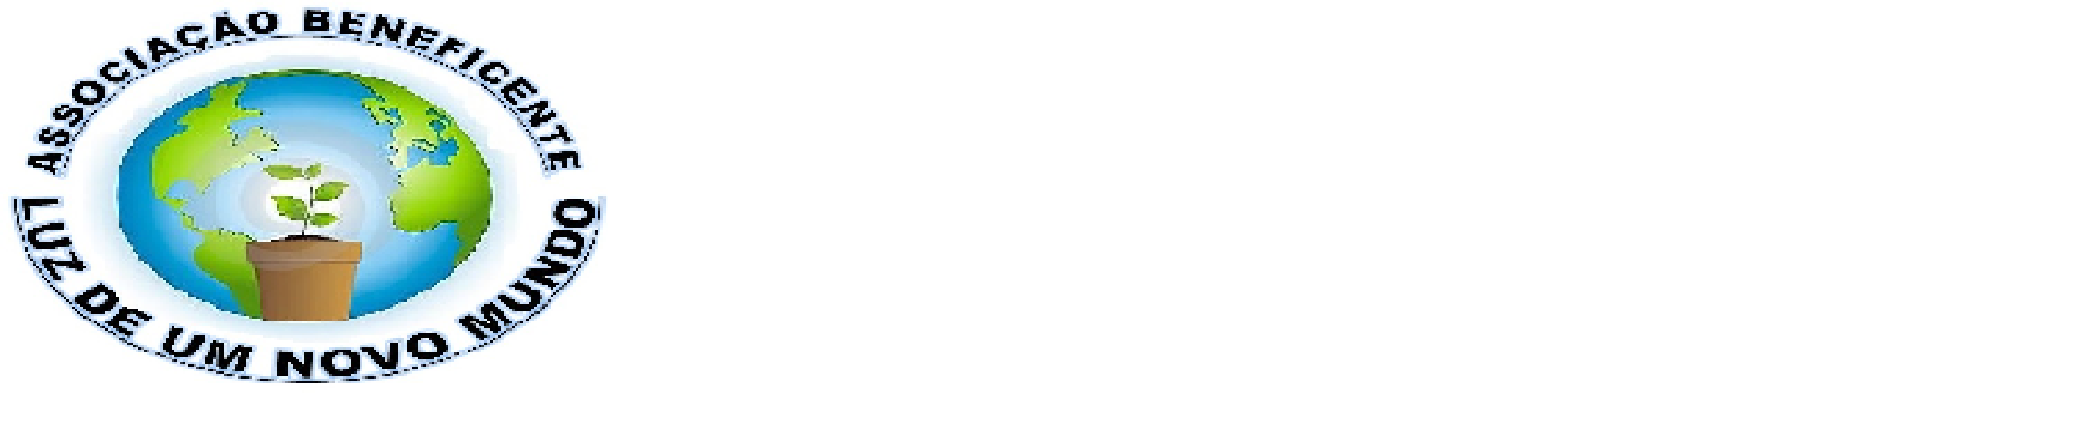 ASSOCIAÇÃO BENEFICENTE
LUZ DE UM NOVO MUNDO